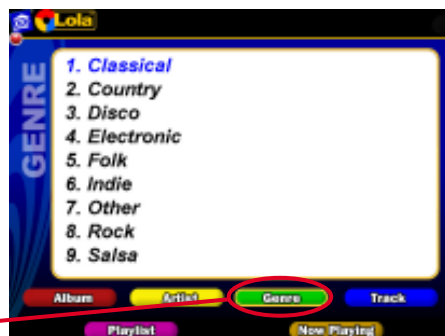 Lola
GENRE
1. Classical
2. Country
3. Disco
4. Electronic
5. Folk
6. Indie
7. Other
8. Rock
9. Salsa
Album Artist Genre Track
Playlist Now Playing